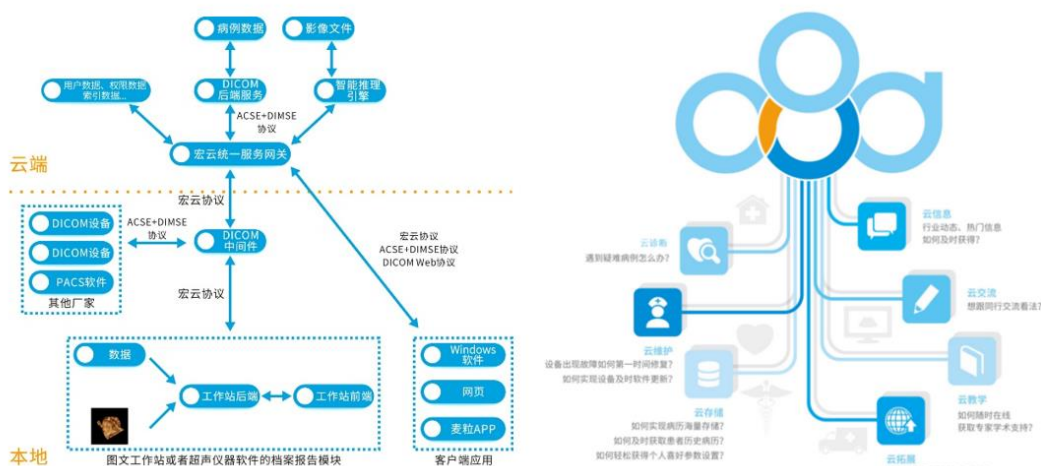 病例数据
影像文件
用户数据、权限数据
索引数据...
DICOM
后端服务
智能推理
引擎
ACSE+DIMSE
协议
宏云统一服务网关
云端
宏云协议
DICOM设备
DICOM设备
PACS软件
其他厂家
ACSE+DIMSE
协议
DICOM
中间件
宏云协议
ACSE+DIMSE协议
DICOM Web协议
宏云协议
数据
工作站后端
工作站前端
Windows
软件
网页
麦粒APP
本地
图文工作站或者超声仪器软件的档案报告模块
客户端应用
云诊断
遇到疑难病例怎么办?
云信息
行业动态、热门信息
如何及时获得?
云交流
想跟同行交流看法?
云维护
设备出现故障如何第一时间修复?
如何实现设备及时软件更新?
云存储
如何实现病历海量存储?
如何及时获取患者历史病历?
如何轻松获得个人喜好参数设置?
云教学
如何随时在线
获取专家学术支持?
云拓展